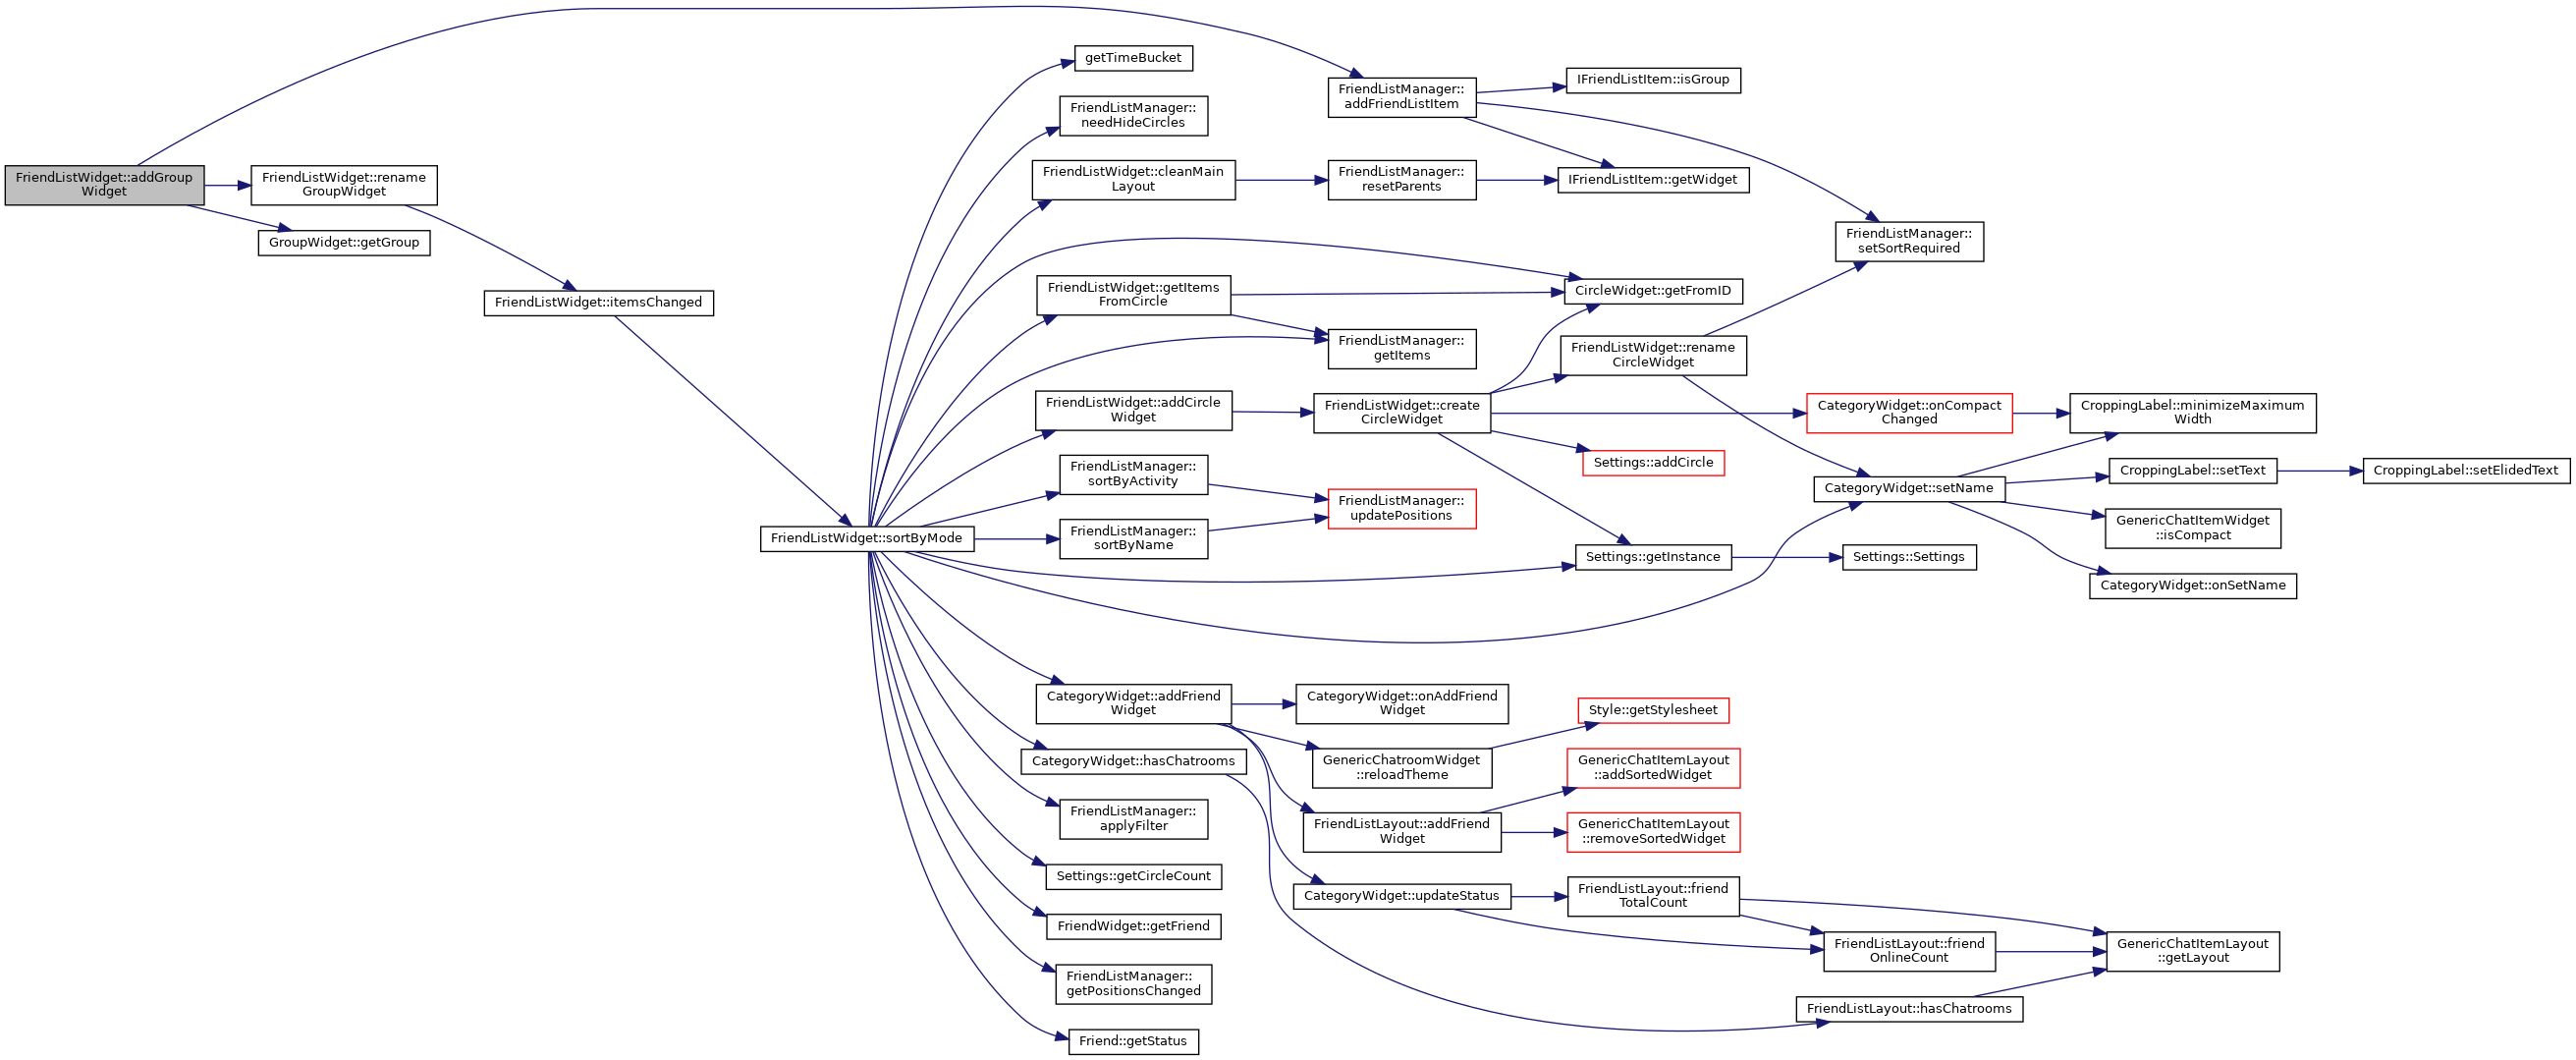 FriendListWidget::addGroup
Widget
FriendListWidget::rename
GroupWidget
GroupWidget::getGroup
FriendListWidget::itemsChanged
FriendListWidget::sortByMode
getTimeBucket
FriendListManager::
needHideCircles
FriendListWidget::cleanMain
Layout
FriendListWidget::getItems
FromCircle
FriendListWidget::addCircle
Widget
FriendListManager::
sortByActivity
FriendListManager::
sortByName
CategoryWidget::addFriend
Widget
CategoryWidget::hasChatrooms
FriendListManager::
applyFilter
Settings::getCircleCount
FriendWidget::getFriend
FriendListManager::
getPositionsChanged
Friend::getStatus
FriendListManager::
addFriendListItem
FriendListManager::
resetParents
FriendListManager::
getItems
FriendListWidget::create
CircleWidget
FriendListManager::
updatePositions
CategoryWidget::onAddFriend
Widget
GenericChatroomWidget
::reloadTheme
FriendListLayout::addFriend
Widget
CategoryWidget::updateStatus
IFriendListItem::isGroup
IFriendListItem::getWidget
CircleWidget::getFromID
FriendListWidget::rename
CircleWidget
Settings::addCircle
Settings::getInstance
Style::getStylesheet
GenericChatItemLayout
::addSortedWidget
GenericChatItemLayout
::removeSortedWidget
FriendListLayout::friend
TotalCount
FriendListManager::
setSortRequired
CategoryWidget::onCompact
Changed
CategoryWidget::setName
Settings::Settings
FriendListLayout::friend
OnlineCount
FriendListLayout::hasChatrooms
CroppingLabel::minimizeMaximum
Width
CroppingLabel::setText
GenericChatItemWidget
::isCompact
CategoryWidget::onSetName
GenericChatItemLayout
::getLayout
CroppingLabel::setElidedText